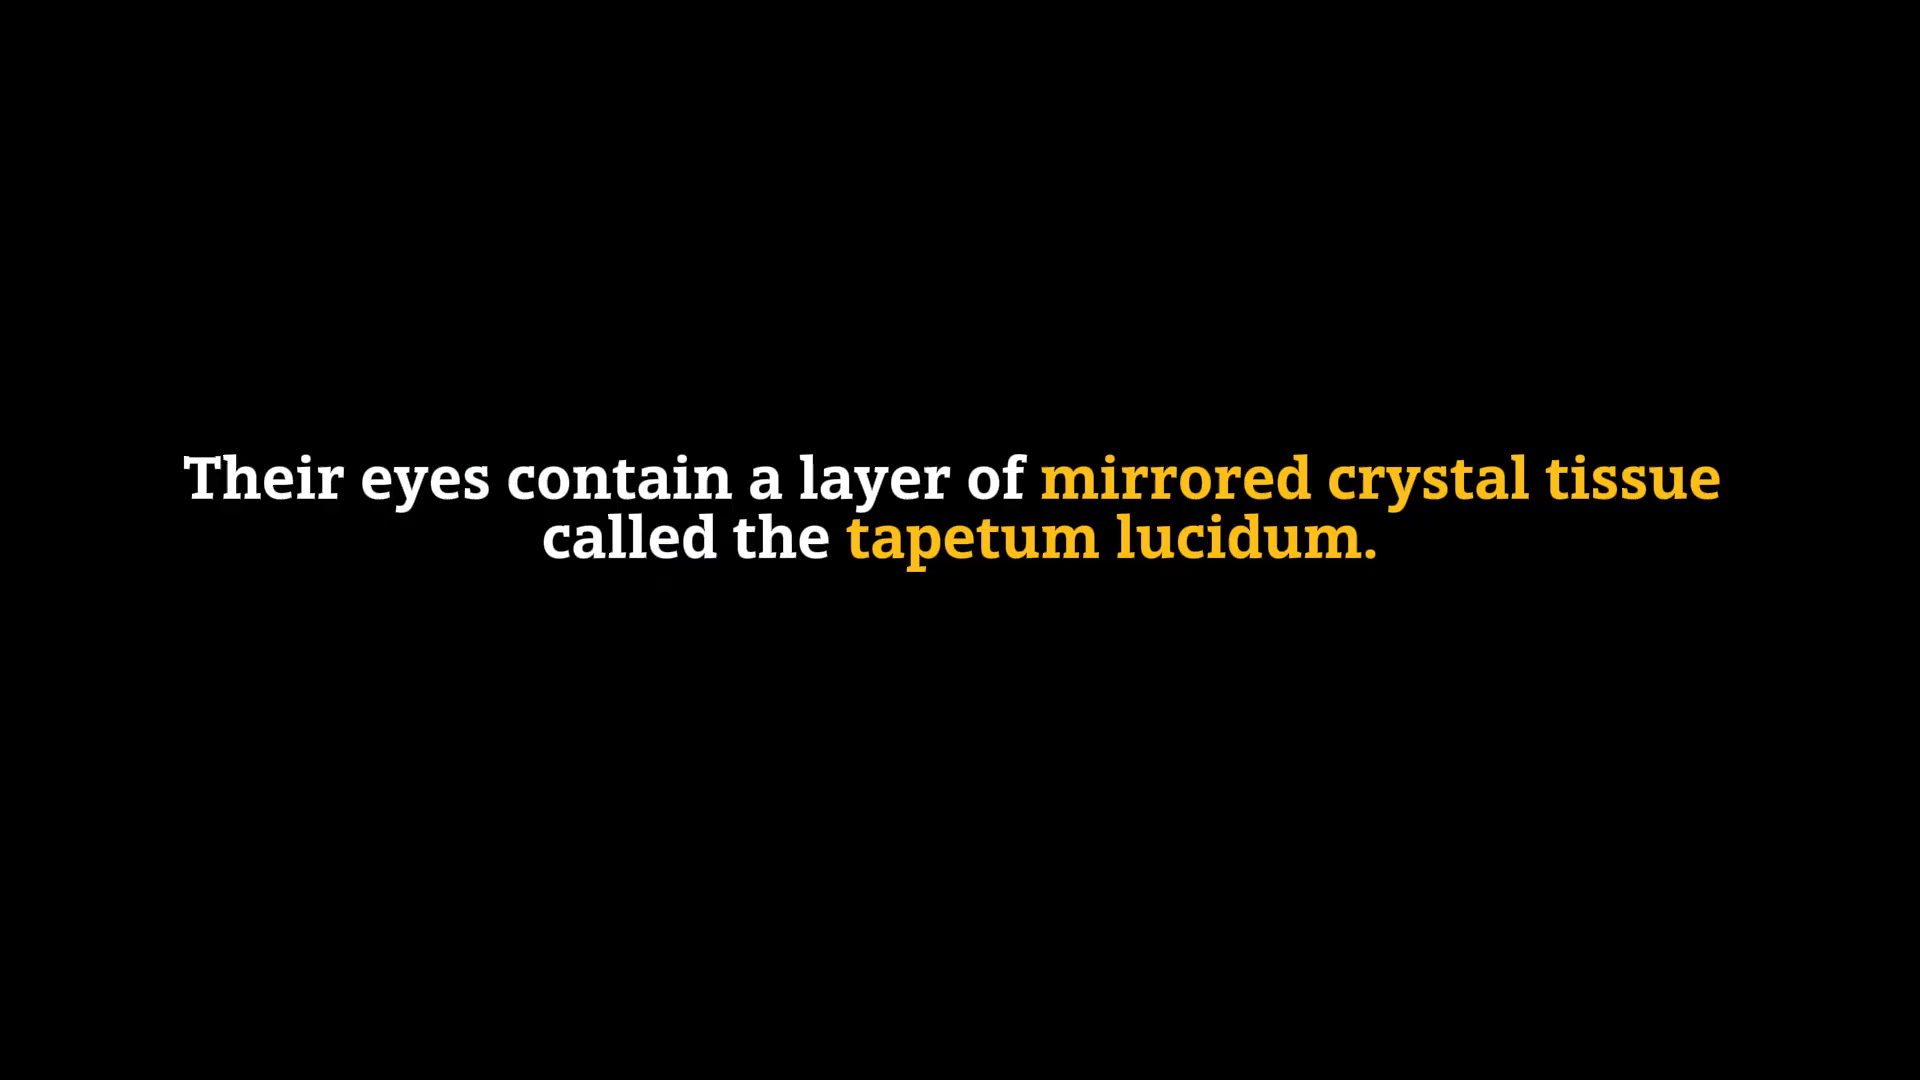 Their eyes contain a layer of mirrored crystal tissue
called the tapetum lucidum.